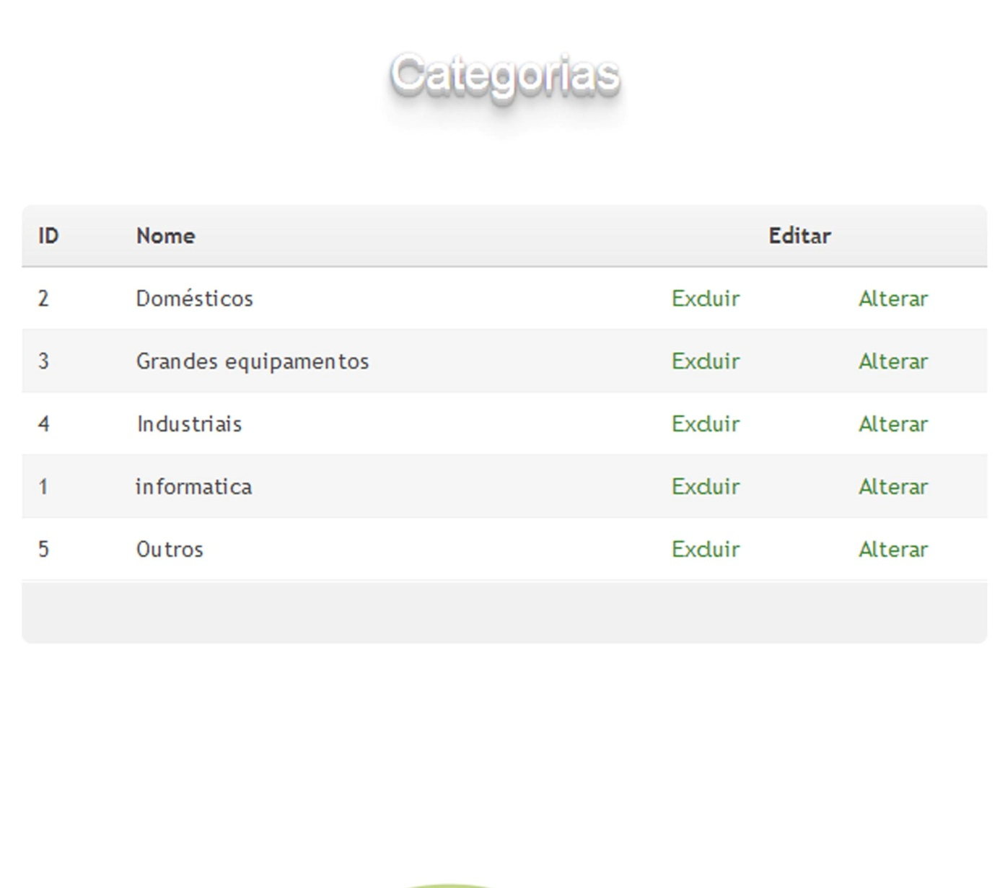 Categorias
ID Nome Editar
2 Domésticos Excluir Alterar
3 Grandes equipamentos Excluir Alterar
4 Industriais Excluir Alterar
1 informatica Excluir Alterar
5 Outros Excluir Alterar